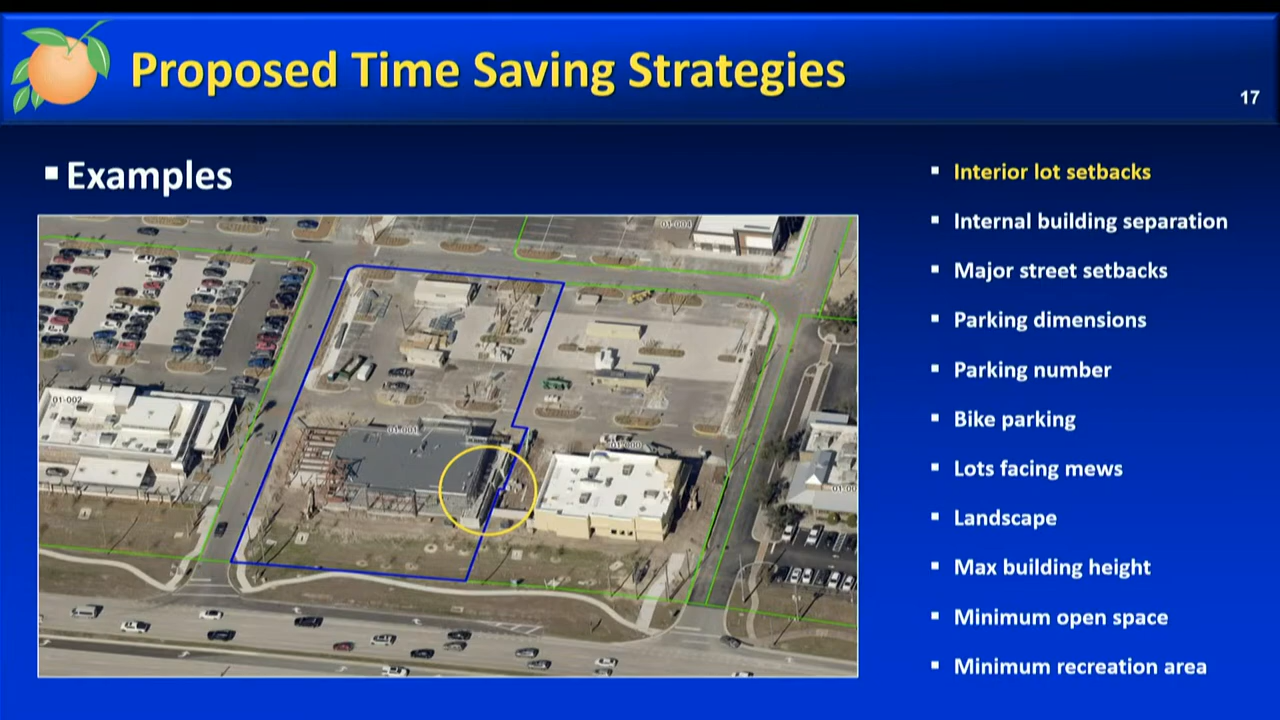 Proposed Time Saving Strategies
17
Examples
Interior lot setbacks
Internal building separation
Major street setbacks
Parking dimensions
Parking number
Bike parking
Lots facing mews
Landscape
Max building height
Minimum open space
Minimum recreation area
01-004
01-002
01-001